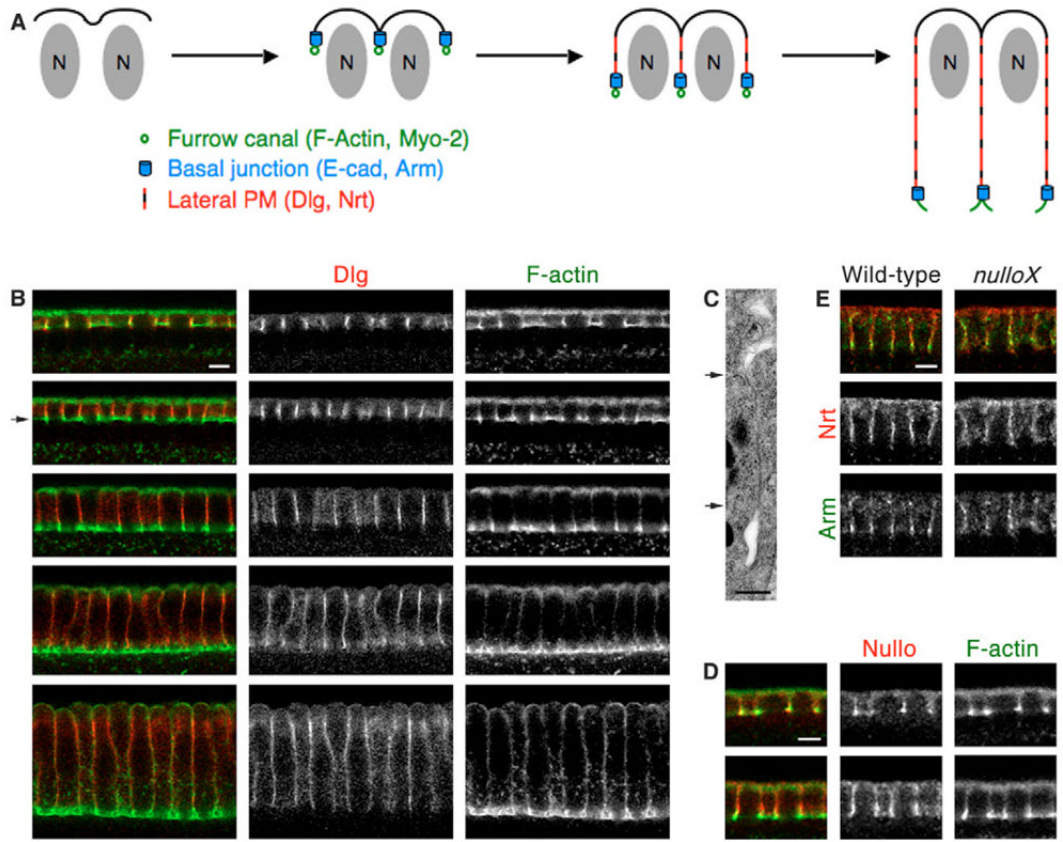 A
N N
N N
N N
N N
Furrow canal (F-Actin, Myo-2)
Basal junction (E-cad, Arm)
Lateral PM (Dlg, Nrt)
B
Dlg
F-actin
C
E
Wild-type
nulloX
Nrt
Arm
D
Nullo
F-actin